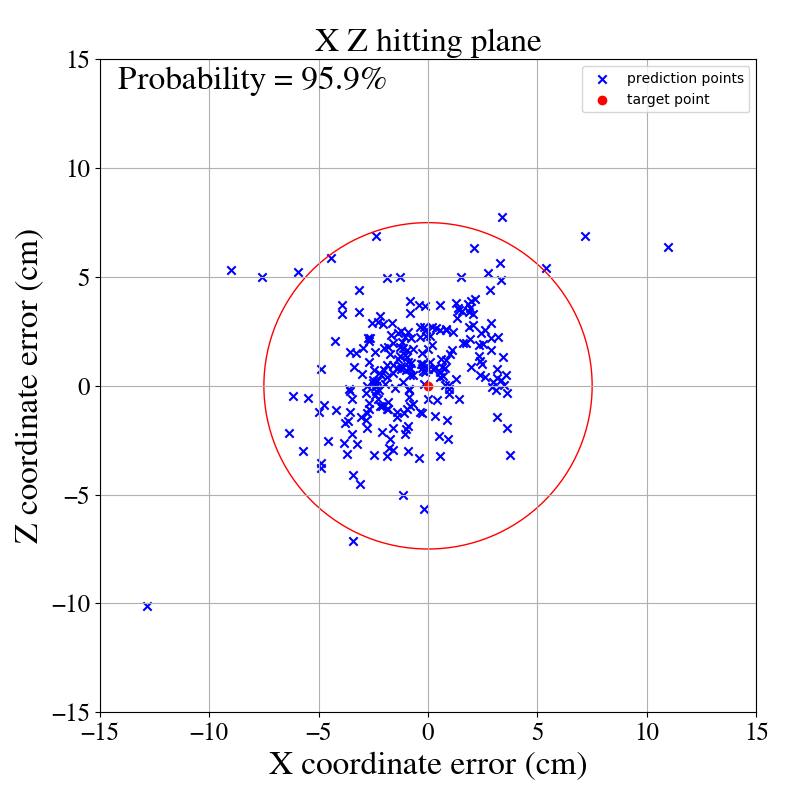 X Z hitting plane
Probability = 95.9%
prediction points
target point
15
10
5
0
−5
−10
−15
Z coordinate error (cm)
−15 −10 −5 0 5 10 15
X coordinate error (cm)